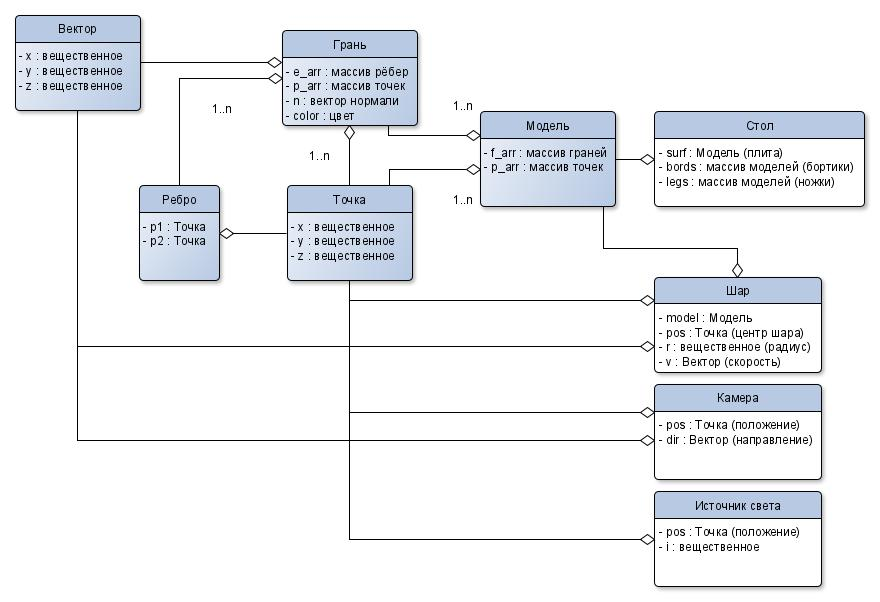 Вектор
- x : вещественное
- y : вещественное
- z : вещественное
Грань
- e_arr : массив рёбер
- p_arr : массив точек
- n : вектор нормали
- color : цвет
1..n
1..n
1..n
1..n
Модель
- f_arr : массив граней
- p_arr : массив точек
Стол
- surf : Модель (плита)
- bords : массив моделей (бортики)
- legs : массив моделей (ножки)
Ребро
- p1 : Точка
- p2 : Точка
Точка
- x : вещественное
- y : вещественное
- z : вещественное
Шар
- model : Модель
- pos : Точка (центр шара)
- r : вещественное (радиус)
- v : Вектор (скорость)
Камера
- pos : Точка (положение)
- dir : Вектор (направление)
Источник света
- pos : Точка (положение)
- i : вещественное